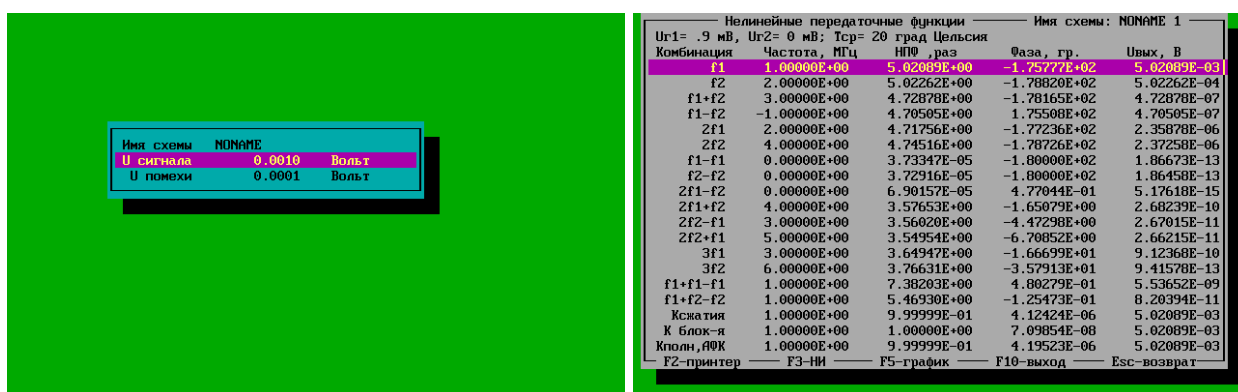 Имя схемы NONAME
U сигнала 0.0010 Вольт
U помехи 0.0001 Вольт
Нелинейные передаточные функции Имя схемы: NONAME 1
Uг1= .9 мВ, Uг2= 0 мВ; Tср= 20 град Цельсия
Комбинация Частота, МГц НПФ ,раз Фаза, гр. Uвых, В
f1 1.00000E+00 5.02089E+00 -1.75777E+02 5.02089E-03
f2 2.00000E+00 5.02262E+00 -1.78820E+02 5.02262E-04
f1+f2 3.00000E+00 4.72878E+00 -1.78165E+02 4.72878E-07
f1-f2 -1.00000E+00 4.70505E+00 1.75508E+02 4.70505E-07
2f1 2.00000E+00 4.71756E+00 -1.77236E+02 2.35878E-06
2f2 4.00000E+00 4.74516E+00 -1.78726E+02 2.37258E-06
f1-f1 0.00000E+00 3.73347E-05 -1.80000E+02 1.86673E-13
f2-f2 0.00000E+00 3.72916E-05 -1.80000E+02 1.86458E-13
2f1-f2 0.00000E+00 6.90157E-05 4.77044E-01 5.17618E-15
2f1+f2 4.00000E+00 3.57653E+00 -1.65079E+00 2.68239E-10
2f2-f1 3.00000E+00 3.56020E+00 -4.47298E+00 2.67015E-11
2f2+f1 5.00000E+00 3.54954E+00 -6.70852E+00 2.66215E-11
3f1 3.00000E+00 3.64947E+00 -1.66699E+01 9.12368E-10
3f2 6.00000E+00 3.76631E+00 -3.57913E+01 9.41578E-13
f1+f1-f1 1.00000E+00 7.38203E+00 4.80279E-01 5.53652E-09
f1+f2-f2 1.00000E+00 5.46930E+00 -1.25473E-01 8.20394E-11
Ксжатия 1.00000E+00 9.99999E-01 4.12424E-06 5.02089E-03
К блок-я 1.00000E+00 1.00000E+00 7.09854E-08 5.02089E-03
Кполн,АФК 1.00000E+00 9.99999E-01 4.19523E-06 5.02089E-03
F2-принтер F3-НИ F5-график F10-выход Esc-возврат